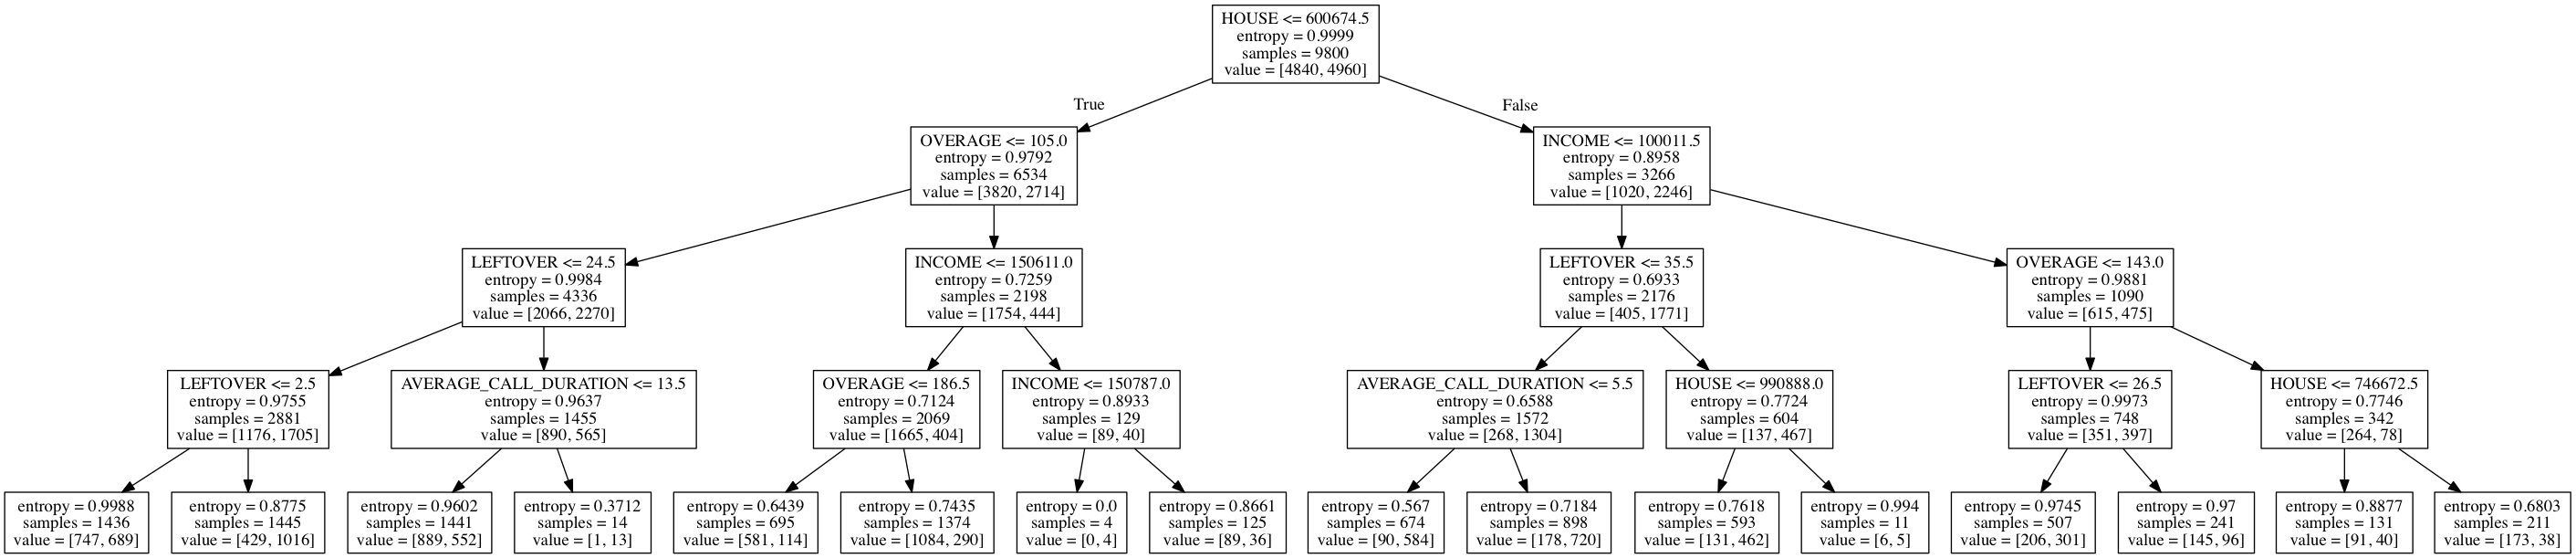 HOUSE <= 600674.5
entropy = 0.9999
samples = 9800
value = [4840, 4960]
True
False
OVERAGE <= 105.0
entropy = 0.9792
samples = 6534
value = [3820, 2714]
INCOME <= 100011.5
entropy = 0.8958
samples = 3266
value = [1020, 2246]
LEFTOVER <= 24.5
entropy = 0.9984
samples = 4336
value = [2066, 2270]
INCOME <= 150611.0
entropy = 0.7259
samples = 2198
value = [1754, 444]
LEFTOVER <= 35.5
entropy = 0.6933
samples = 2176
value = [405, 1771]
OVERAGE <= 143.0
entropy = 0.9881
samples = 1090
value = [615, 475]
LEFTOVER <= 2.5
entropy = 0.9755
samples = 2881
value = [1176, 1705]
AVERAGE_CALL_DURATION <= 13.5
entropy = 0.9637
samples = 1455
value = [890, 565]
OVERAGE <= 186.5
entropy = 0.7124
samples = 2069
value = [1665, 404]
INCOME <= 150787.0
entropy = 0.8933
samples = 129
value = [89, 40]
AVERAGE_CALL_DURATION <= 5.5
entropy = 0.6588
samples = 1572
value = [268, 1304]
HOUSE <= 990888.0
entropy = 0.7724
samples = 604
value = [137, 467]
LEFTOVER <= 26.5
entropy = 0.9973
samples = 748
value = [351, 397]
HOUSE <= 746672.5
entropy = 0.7746
samples = 342
value = [264, 78]
entropy = 0.9988
samples = 1436
value = [747, 689]
entropy = 0.8775
samples = 1445
value = [429, 1016]
entropy = 0.9602
samples = 1441
value = [889, 552]
entropy = 0.3712
samples = 14
value = [1, 13]
entropy = 0.6439
samples = 695
value = [581, 114]
entropy = 0.7435
samples = 1374
value = [1084, 290]
entropy = 0.0
samples = 4
value = [0, 4]
entropy = 0.8661
samples = 125
value = [89, 36]
entropy = 0.567
samples = 674
value = [90, 584]
entropy = 0.7184
samples = 898
value = [178, 720]
entropy = 0.7618
samples = 593
value = [131, 462]
entropy = 0.994
samples = 11
value = [6, 5]
entropy = 0.9745
samples = 507
value = [206, 301]
entropy = 0.97
samples = 241
value = [145, 96]
entropy = 0.8877
samples = 131
value = [91, 40]
entropy = 0.6803
samples = 211
value = [173, 38]